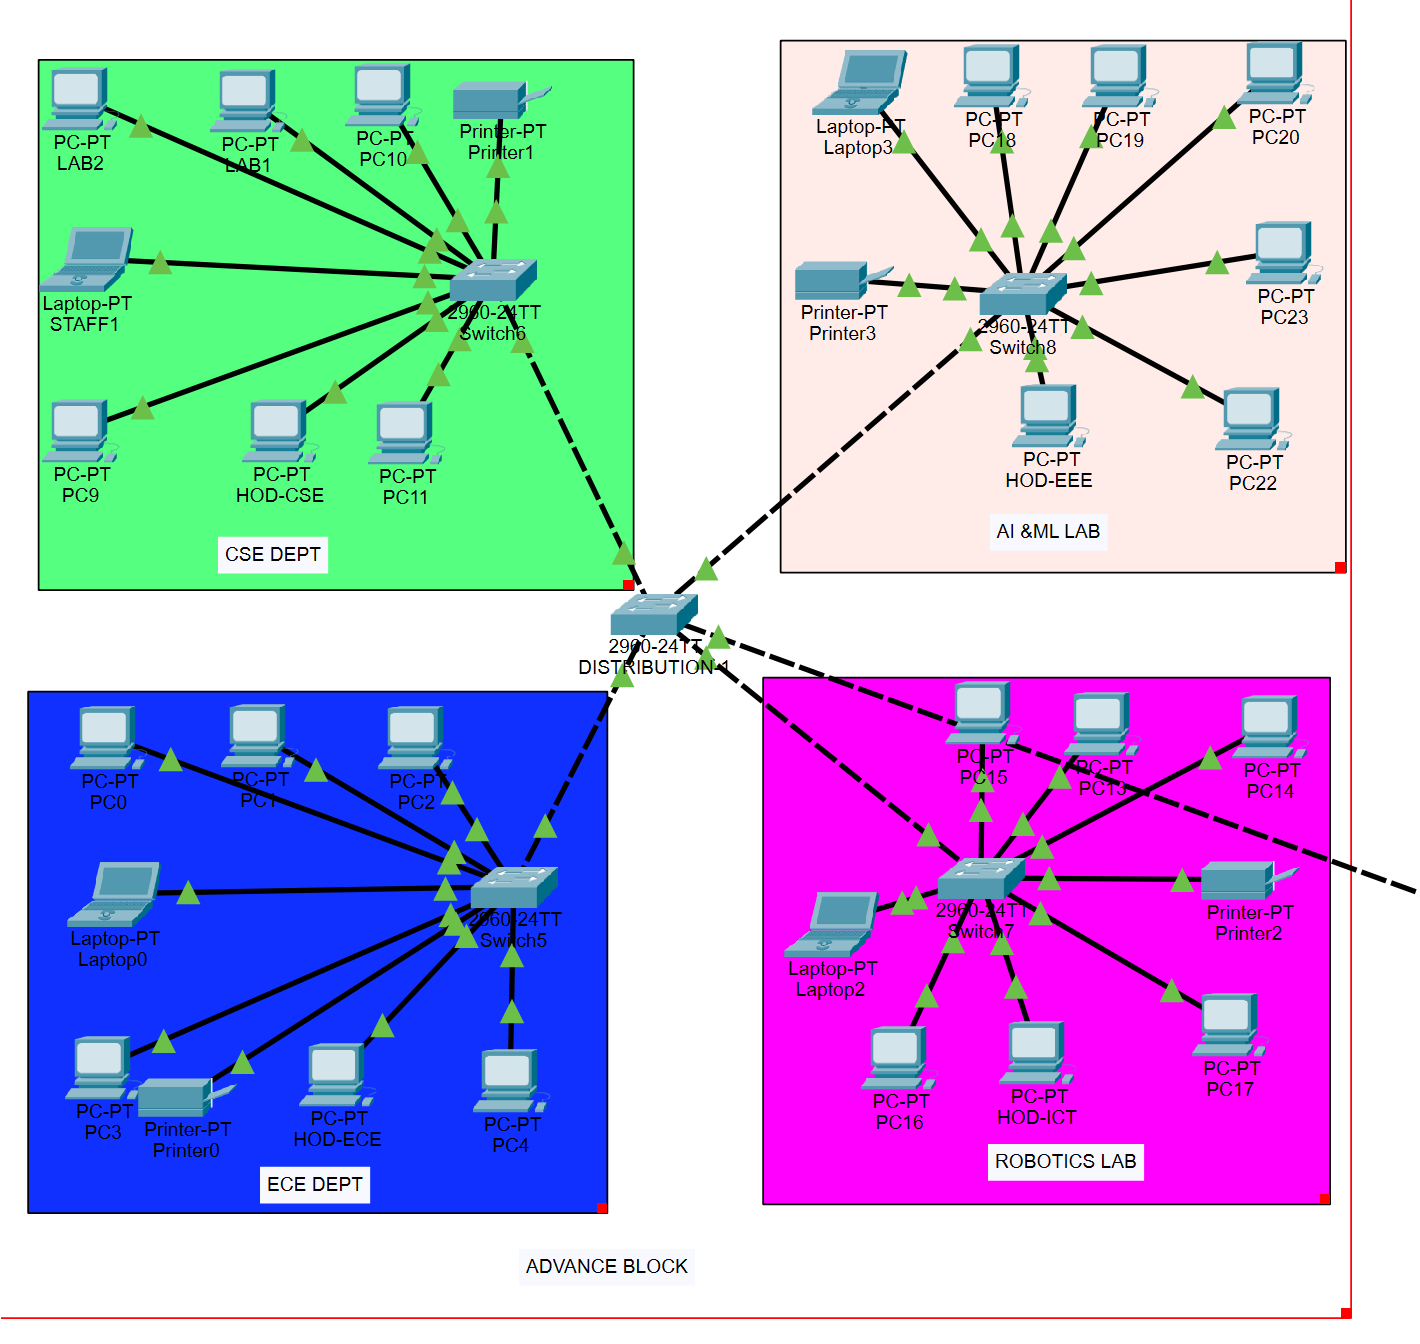 PC-PT
LAB2
PC-PT
LAB1
PC-PT
PC10
Printer-PT
Printer1
Laptop-PT
STAFF1
2960-24TT
Switch6
PC-PT
PC9
PC-PT
HOD-CSE
PC-PT
PC11
CSE DEPT
Laptop-PT
Laptop3
PC-PT
PC18
PC-PT
PC19
PC-PT
PC20
Printer-PT
Printer3
2960-24TT
Switch8
PC-PT
PC23
PC-PT
HOD-EEE
PC-PT
PC22
AI &ML LAB
2960-24TT
DISTRIBUTION-1
PC-PT
PC0
PC-PT
PC1
PC-PT
PC2
Laptop-PT
Laptop0
2960-24TT
Switch5
PC-PT
PC3
Printer-PT
Printer0
PC-PT
HOD-ECE
PC-PT
PC4
ECE DEPT
PC-PT
PC15
PC-PT
PC13
PC-PT
PC14
Laptop-PT
Laptop2
2960-24TT
Switch7
Printer-PT
Printer2
PC-PT
PC16
PC-PT
HOD-ICT
PC-PT
PC17
ROBOTICS LAB
ADVANCE BLOCK